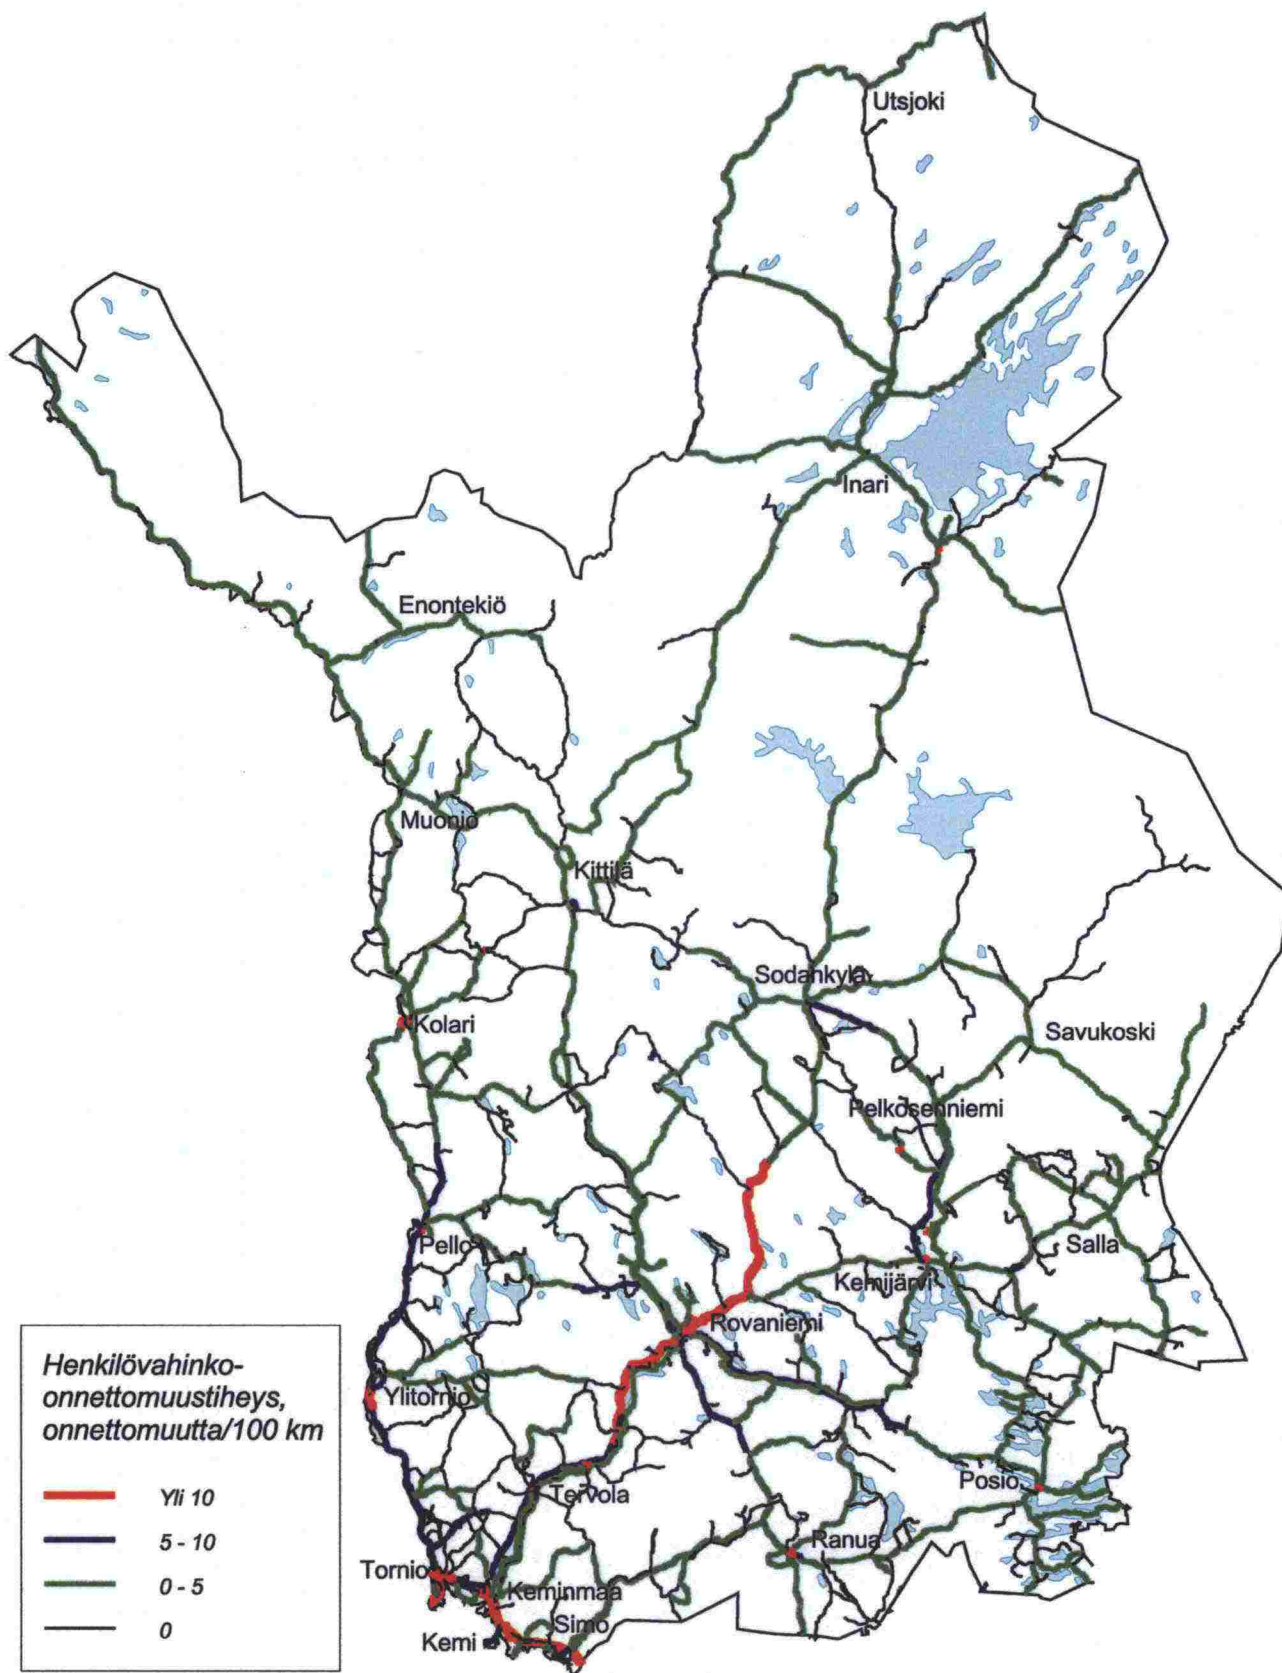 Utsjoki
Inari
Enontekiö
Muonio
Kittilä
Sodankylä
Kolari
Savukoski
Pelkosenniemi
Pello
Salla
Kemijärvi
Rovaniemi
Ylitornio
Posio
Tervola
Ranua
Tornio
Keminmaa
Simo
Kemi
Henkilövahinko-
onnettomuustiheys,
onnettomuutta/100 km
Yli 10
5 - 10
0 - 5
0